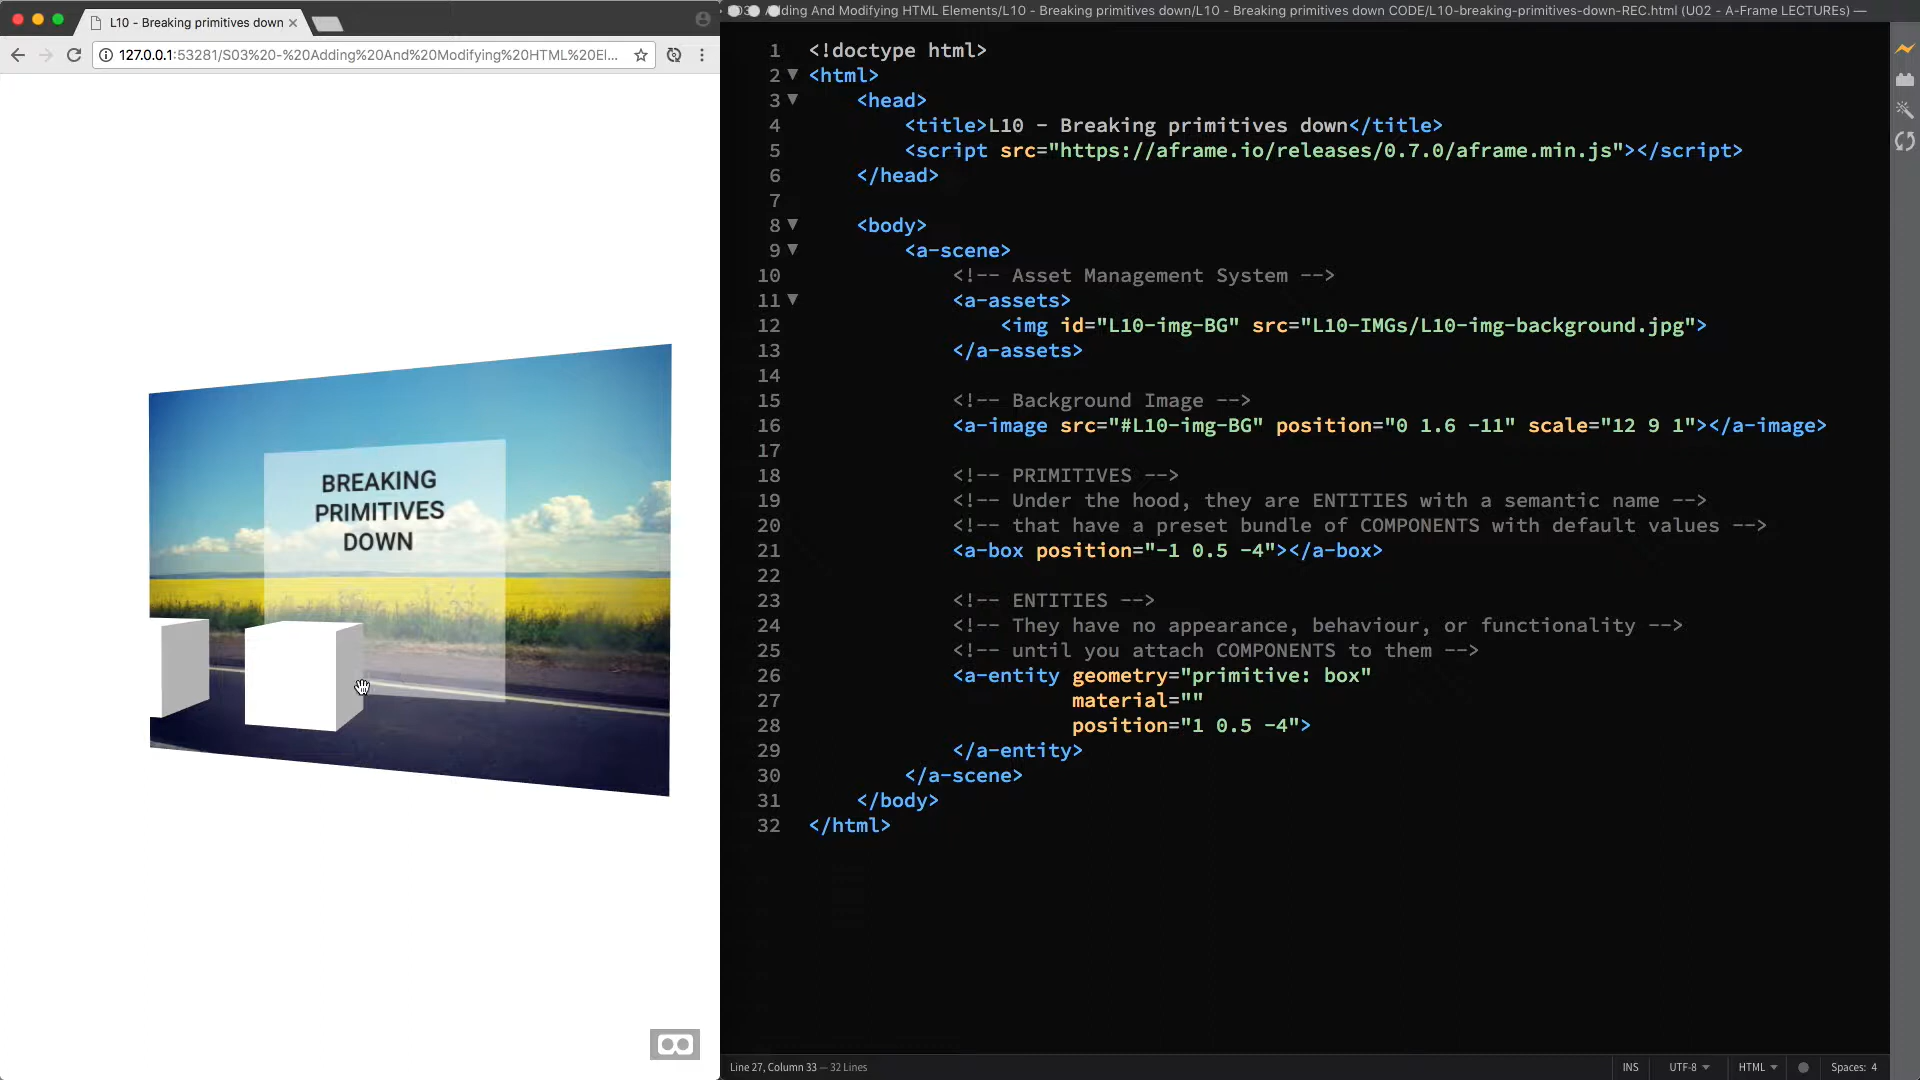 L10 - Breaking primitives down
127.0.0.1:53281/S03%20-%20Adding%20And%20Modifying%20HTML%20El...
BREAKING
PRIMITIVES
DOWN
Adding And Modifying HTML Elements/L10 - Breaking primitives down/L10 - Breaking primitives down CODE/L10-breaking-primitives-down-REC.html (U02 - A-Frame LECTUREs) —
1 <!doctype html>
2 <html>
3 <head>
4 <title>L10 - Breaking primitives down</title>
5 <script src="https://aframe.io/releases/0.7.0/aframe.min.js"></script>
6 </head>
7
8 <body>
9 <a-scene>
10 <!-- Asset Management System -->
11 <a-assets>
12 <img id="L10-img-BG" src="L10-IMGs/L10-img-background.jpg">
13 </a-assets>
14
15 <!-- Background Image -->
16 <a-image src="#L10-img-BG" position="0 1.6 -11" scale="12 9 1"></a-image>
17
18 <!-- PRIMITIVES -->
19 <!-- Under the hood, they are ENTITIES with a semantic name -->
20 <!-- that have a preset bundle of COMPONENTS with default values -->
21 <a-box position="-1 0.5 -4"></a-box>
22
23 <!-- ENTITIES -->
24 <!-- They have no appearance, behaviour, or functionality -->
25 <!-- until you attach COMPONENTS to them -->
26 <a-entity geometry="primitive: box"
27 material=""
28 position="1 0.5 -4">
29 </a-entity>
30 </a-scene>
31 </body>
32 </html>
Line 27, Column 33 — 32 Lines
INS
UTF-8
HTML
Spaces: 4